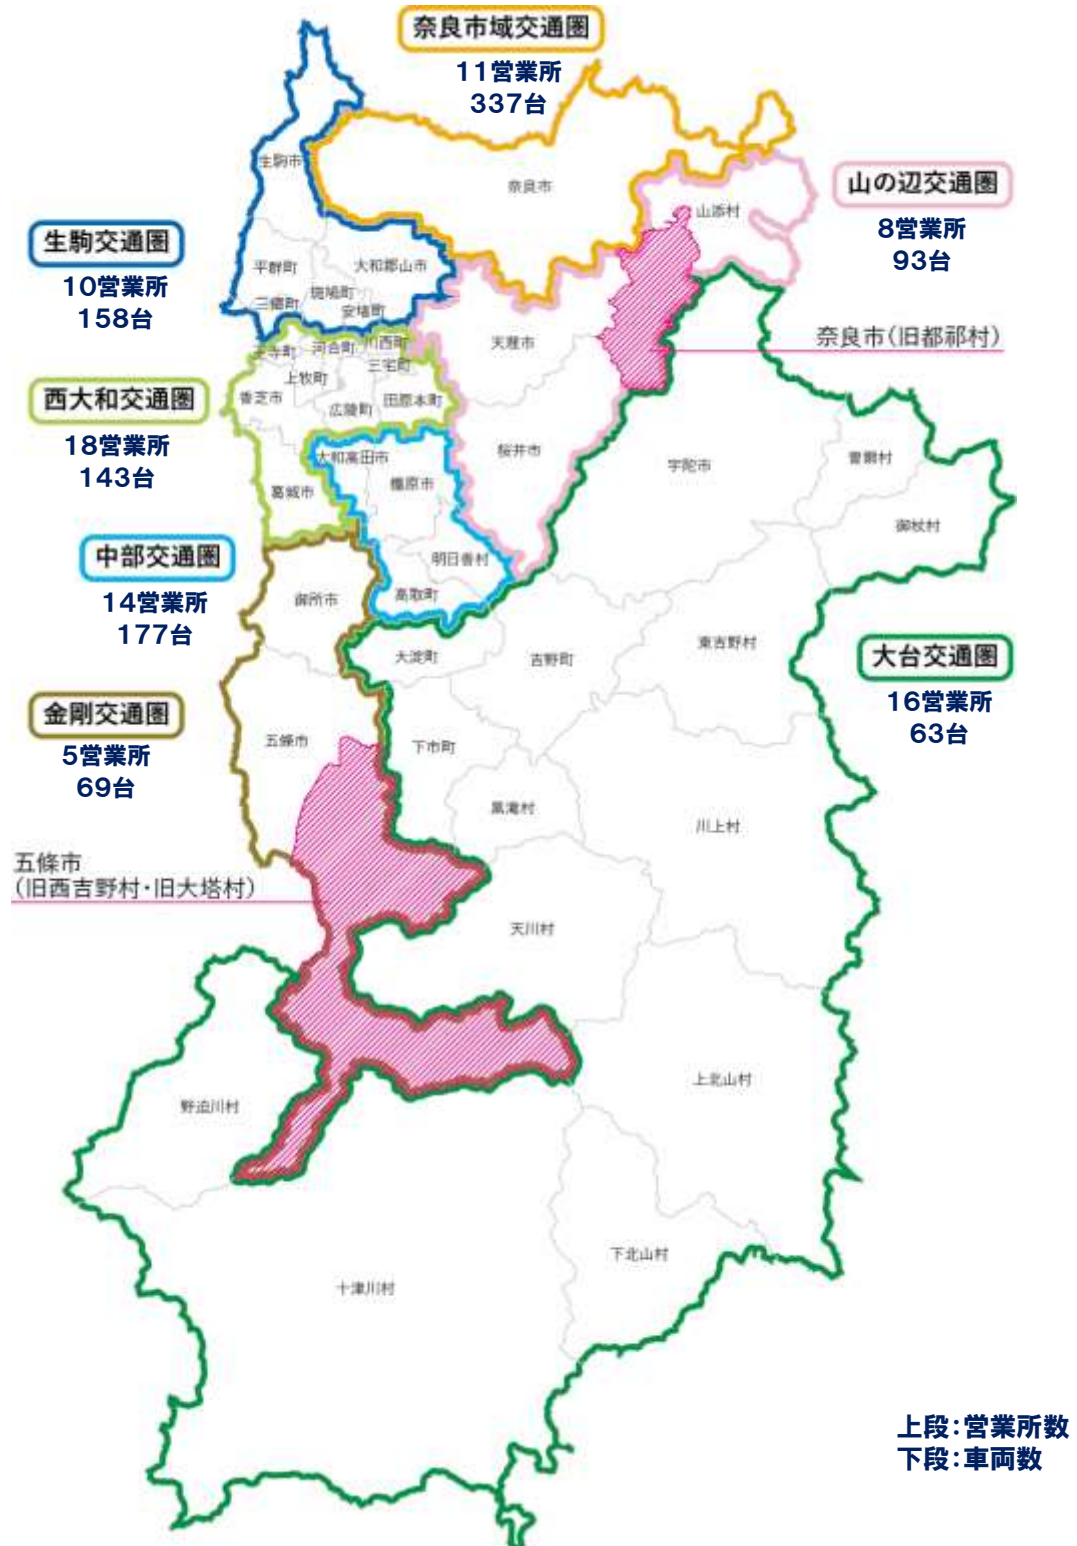 奈良市域交通圏
11営業所
337台
生駒市
奈良市
山添村
山の辺交通圏
8営業所
93台
生駒交通圏
10営業所
158台
平群町
大和郡山市
斑鳩町
三郷町
安堵町
天理市
奈良市(旧都祁村)
王寺町
河合町
川西町
三宅町
上牧町
香芝市
広陵町
田原本町
西大和交通圏
18営業所
143台
大和高田市
橿原市
桜井市
宇陀市
曽爾村
御杖村
葛城市
中部交通圏
14営業所
177台
明日香村
高取町
御所市
大淀町
吉野町
東吉野村
大台交通圏
16営業所
63台
金剛交通圏
5営業所
69台
五條市
下市町
黒滝村
川上村
五條市
(旧西吉野村・旧大塔村)
天川村
上北山村
野迫川村
下北山村
十津川村
上段:営業所数
下段:車両数